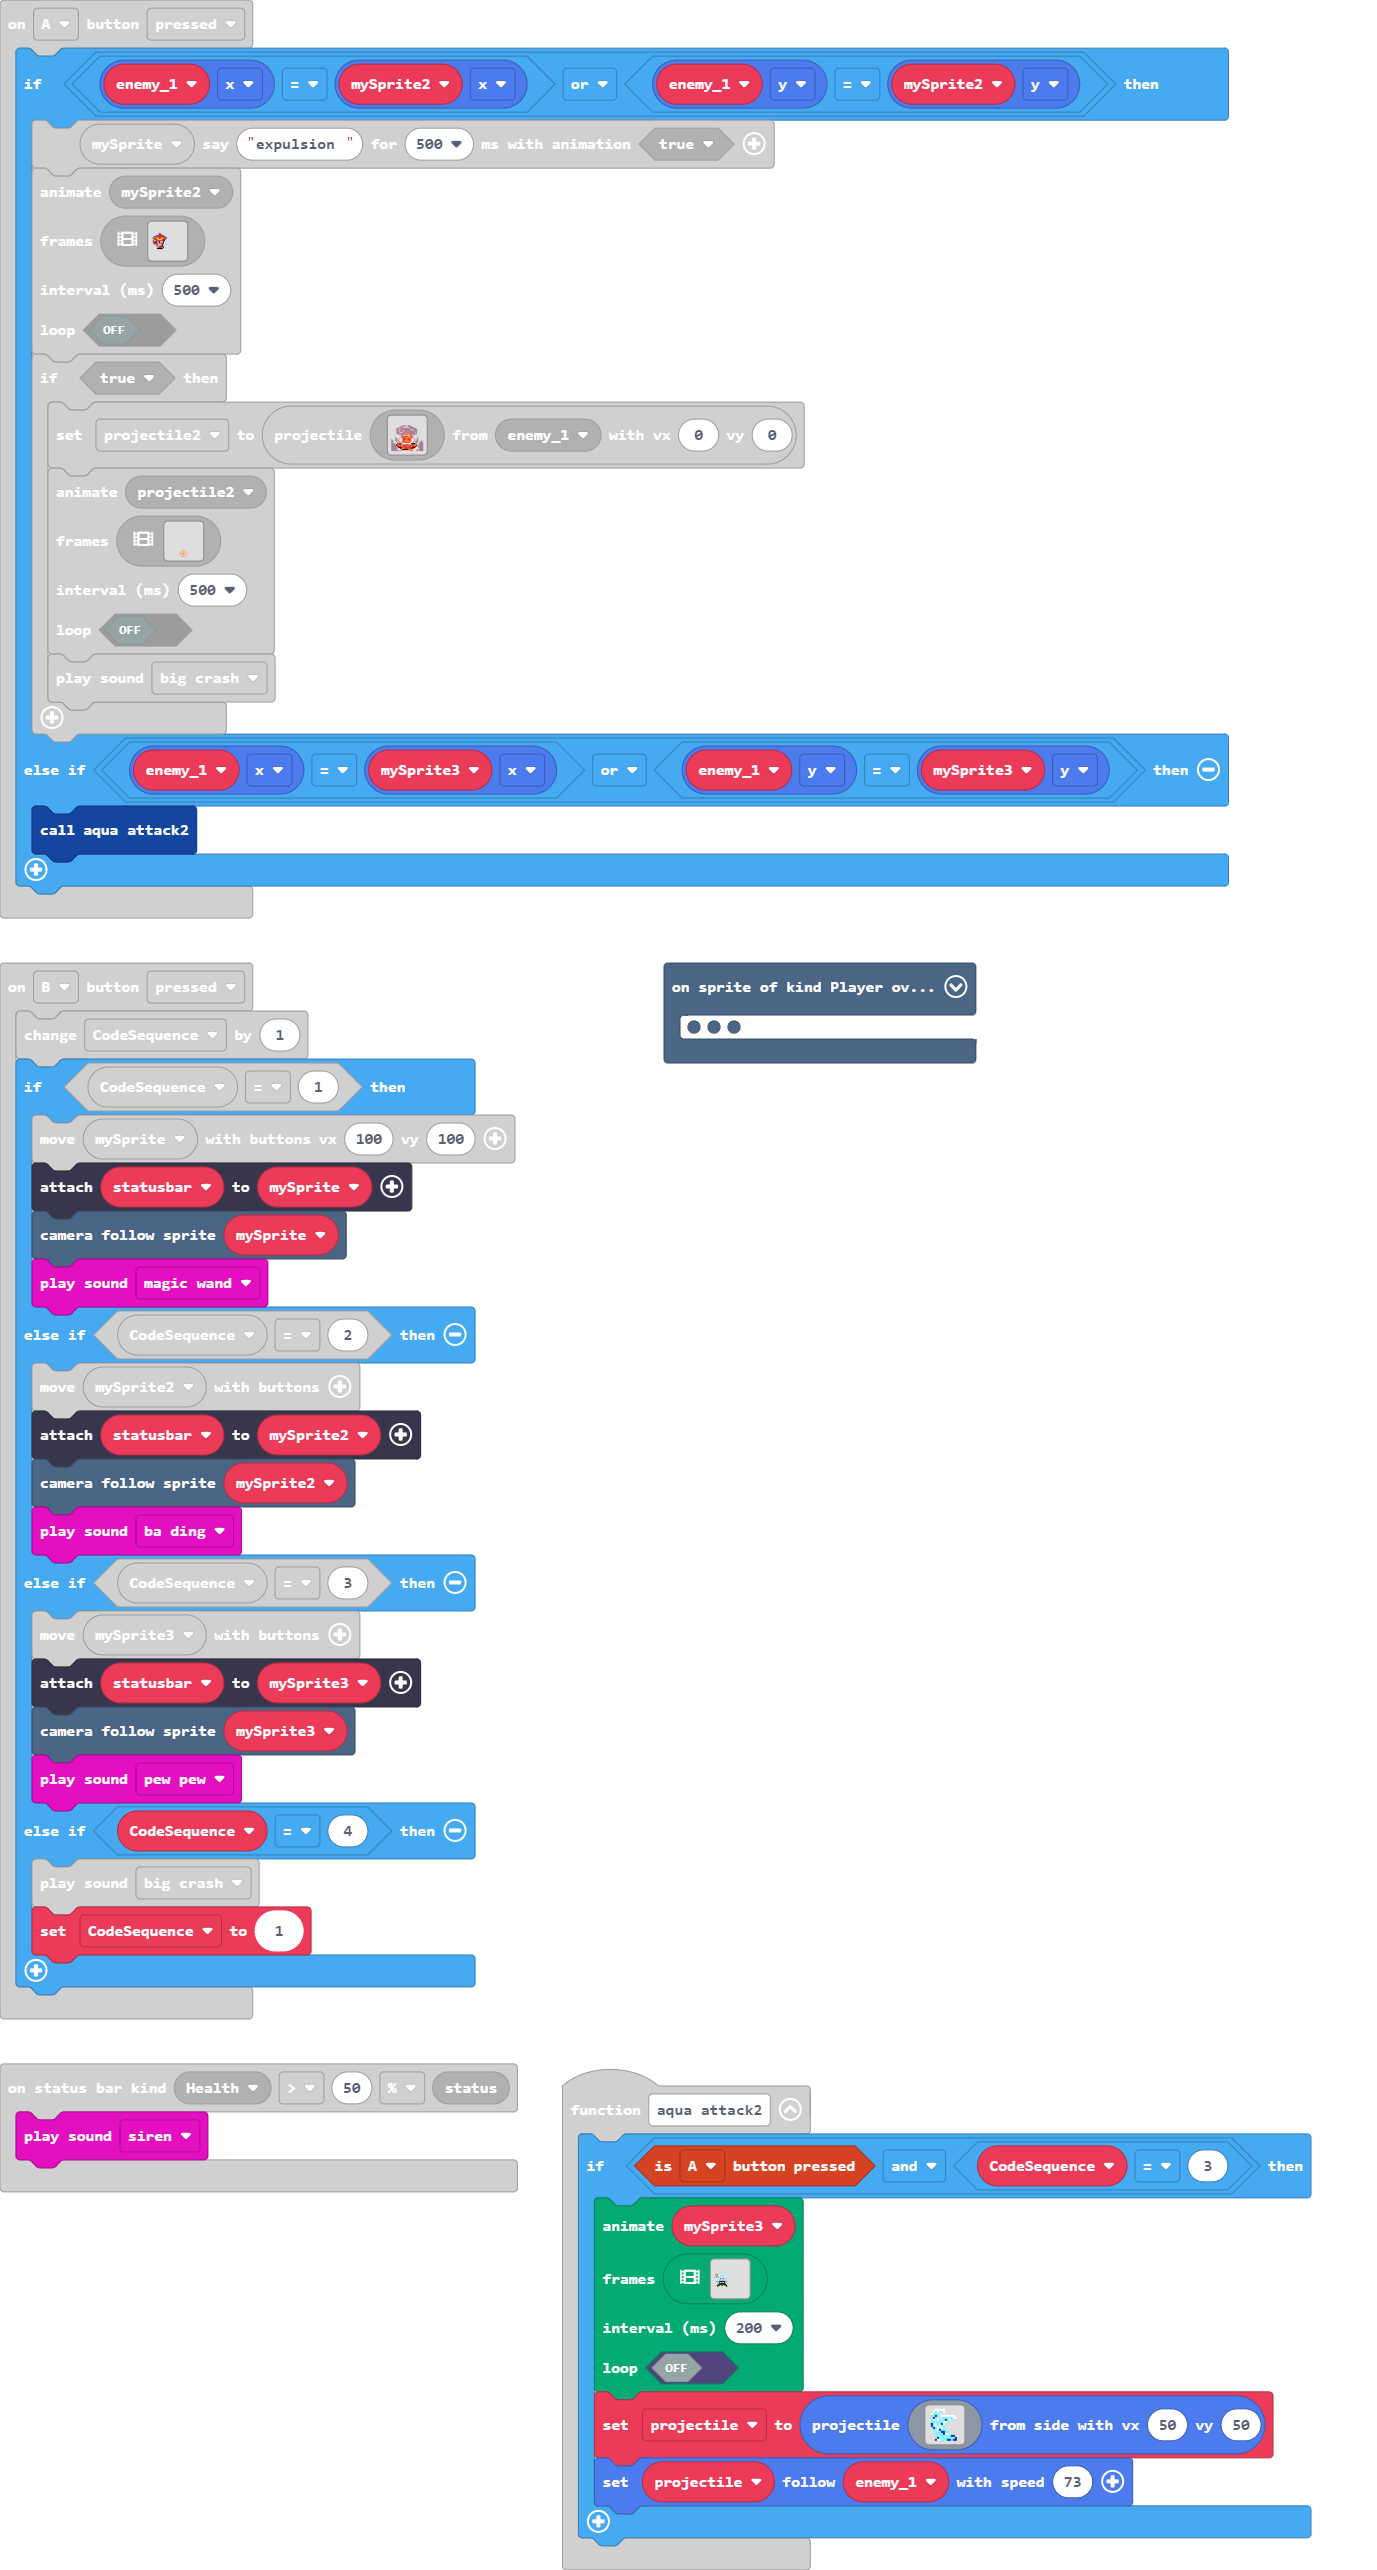 on A button pressed
if enemy_1 x = mySprite2 x or enemy_1 y = mySprite2 y then
mySprite say "expulsion " for 500 ms with animation true
animate mySprite2
frames
interval (ms) 500
loop OFF
if true then
set projectile2 to projectile from enemy_1 with vx 0 vy 0
animate projectile2
frames
interval (ms) 500
loop OFF
play sound big crash
else if enemy_1 x = mySprite3 x or enemy_1 y = mySprite3 y then
call aqua attack2
on B button pressed
change CodeSequence by 1
if CodeSequence = 1 then
move mySprite with buttons vx 100 vy 100
attach statusbar to mySprite
camera follow sprite mySprite
play sound magic wand
else if CodeSequence = 2 then
move mySprite2 with buttons
attach statusbar to mySprite2
camera follow sprite mySprite2
play sound ba ding
else if CodeSequence = 3 then
move mySprite3 with buttons
attach statusbar to mySprite3
camera follow sprite mySprite3
play sound pew pew
else if CodeSequence = 4 then
play sound big crash
set CodeSequence to 1
on sprite of kind Player ov...
on status bar kind Health > 50 % status
play sound siren
function aqua attack2
if is A button pressed and CodeSequence = 3 then
animate mySprite3
frames
interval (ms) 200
loop OFF
set projectile to projectile from side with vx 50 vy 50
set projectile follow enemy_1 with speed 73